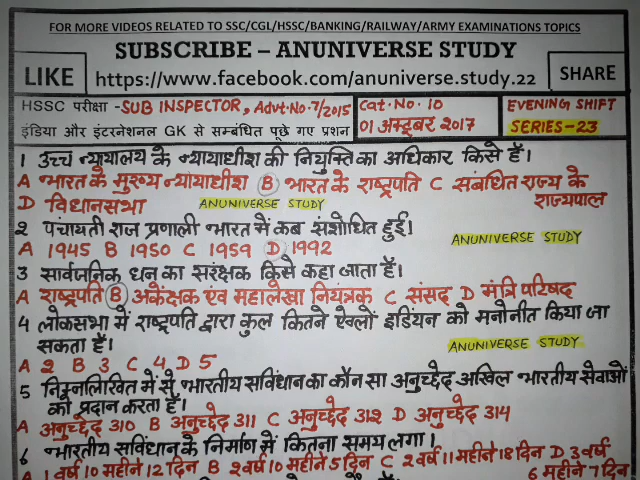 FOR MORE VIDEOS RELATED TO SSC/CGL/HSSC/BANKING/RAILWAY/ARMY EXAMINATIONS TOPICS
SUBSCRIBE – ANUNIVERSE STUDY
LIKE https://www.facebook.com/anuniverse.study.22 SHARE
HSSC परीक्षा - SUB INSPECTOR, Advt. No. 7/2015 Cat. No. 10 EVENING SHIFT
इंडिया और इंटरनेशनल GK से सम्बंधित पूछे गए प्रशन 01 अक्टूबर 2017 SERIES-23
1 उच्च न्यायालय के न्यायाधीश की नियुक्ति का अधिकार किसे हैं।
A भारत के मुख्य न्यायाधीश B भारत के राष्ट्रपति C संबंधित राज्य के राज्यपाल
D विधानसभा ANUNIVERSE STUDY
2 पंचायती राज प्रणाली भारत में कब संशोधित हुई। ANUNIVERSE STUDY
A 1945 B 1950 C 1959 D 1992
3 सार्वजनिक धन का सरंक्षक किसे कहा जाता हैं।
A राष्ट्रपति B अकेंक्षक एंव महालेखा नियंत्रक C संसद D मंत्रि परिषद
4 लोकसभा में राष्ट्रपति द्वारा कुल कितने ऐंग्लो इंडियन को मनोनीत किया जा
सकता हैं। ANUNIVERSE STUDY
A 2 B 3 C 4 D 5
5 निम्नलिखित में से भारतीय सविंधान का कौन सा अनुच्छेद अखिल भारतीय सेवाओं
को प्रदान करता हैं।
A अनुच्छेद 310 B अनुच्छेद 311 C अनुच्छेद 312 D अनुच्छेद 314
6 भारतीय सविंधान के निर्माण में कितना समय लगा।
A 1 वर्ष 10 महीने 12 दिन B 2 वर्ष 10 महीने 5 दिन C 2 वर्ष 11 महीने 18 दिन D 3 वर्ष
6 महीने 7 दिन